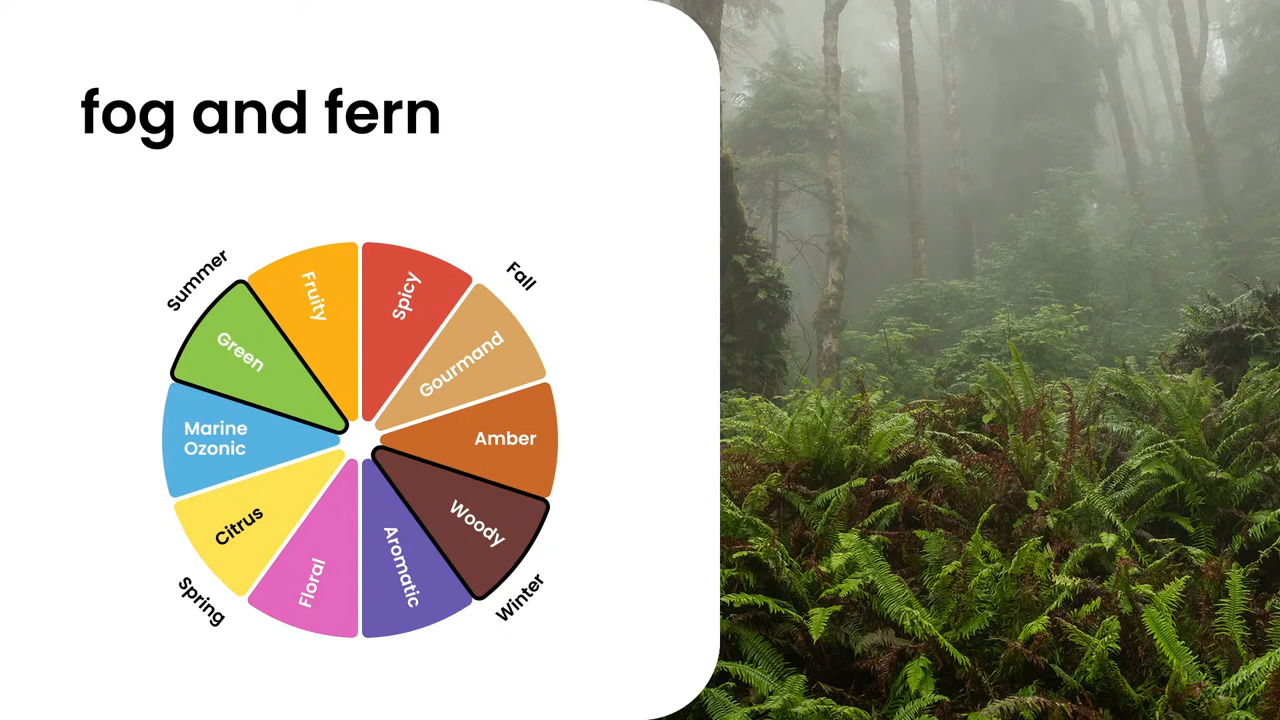 fog and fern
Summer
Fall
Fruity
Spicy
Green
Gourmand
Marine
Ozonic
Amber
Citrus
Woody
Floral
Aromatic
Spring
Winter